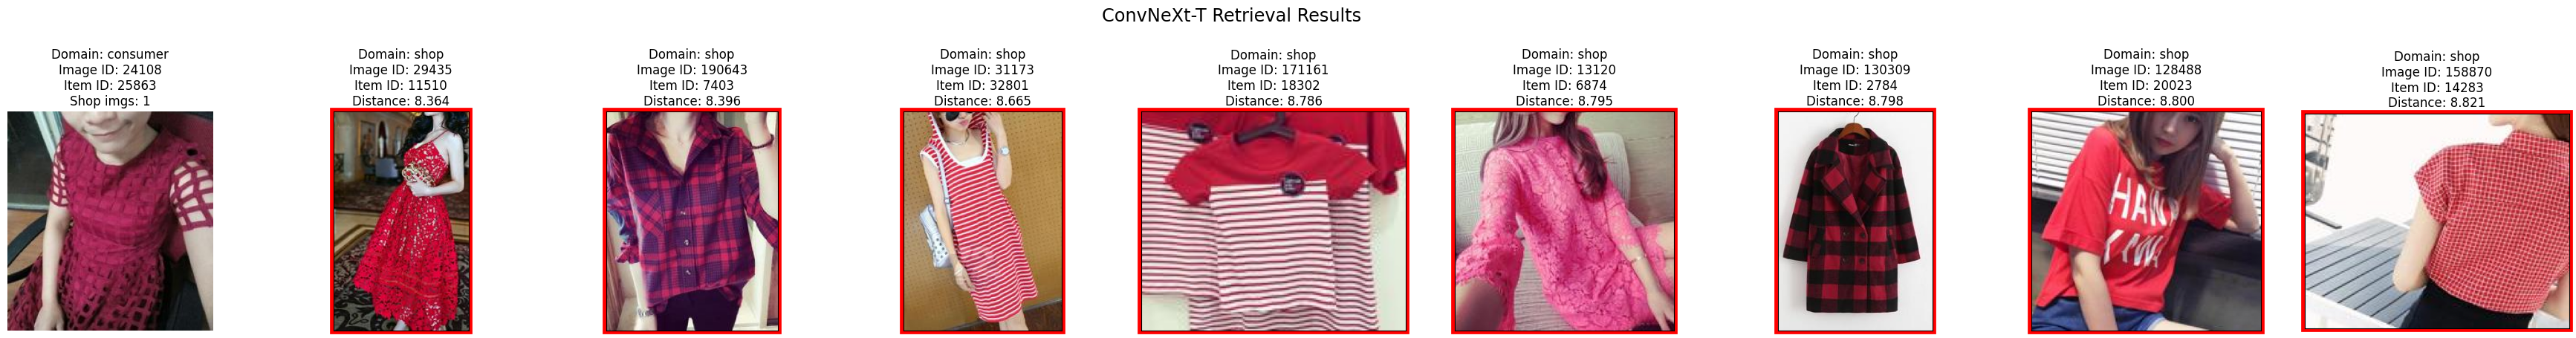 ConvNeXt-T Retrieval Results
Domain: consumer
Image ID: 24108
Item ID: 25863
Shop imgs: 1
Domain: shop
Image ID: 29435
Item ID: 11510
Distance: 8.364
Domain: shop
Image ID: 190643
Item ID: 7403
Distance: 8.396
Domain: shop
Image ID: 31173
Item ID: 32801
Distance: 8.665
Domain: shop
Image ID: 171161
Item ID: 18302
Distance: 8.786
Domain: shop
Image ID: 13120
Item ID: 6874
Distance: 8.795
Domain: shop
Image ID: 130309
Item ID: 2784
Distance: 8.798
Domain: shop
Image ID: 128488
Item ID: 20023
Distance: 8.800
Domain: shop
Image ID: 158870
Item ID: 14283
Distance: 8.821